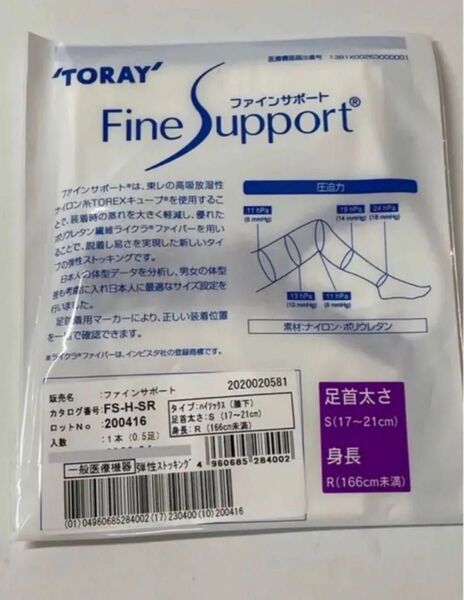 医療機器届出番号 13B1X00263000001
'TORAY'
ファインサポート
Fine Support®
ファインサポート®は、東レの高吸放湿性
ナイロン糸TOREXキューブ®を使用するこ
とで、装着時の蒸れを大きく軽減し、優れた
ポリウレタン繊維ライクラ®ファイバーを用い
ることで、脱着し易さを実現した新しいタイ
プの弾性ストッキングです。
日本人の体型データを分析し、男女の体型
差も考慮に入れ日本人に最適なサイズ設定を
行いました。
足首着用マーカーにより、正しい装着位置
を一目で確認できます。
※ライクラ®ファイバーは、インビスタ社の登録商標です。
圧迫力
11 hPa
(8 mmHg)
19 hPa
(14 mmHg)
24 hPa
(18 mmHg)
13 hPa
(10 mmHg)
11 hPa
(8 mmHg)
素材:ナイロン・ポリウレタン
2020020581
販売名 :ファインサポート
カタログ番号:FS-H-SR
ロットNo :200416
入数 :1本(0.5足)
タイプ:ハイソックス(膝下)
足首太さ:S(17~21cm)
身長:R(166cm未満)
一般医療機器 弾性ストッキング
4 960685 284002
(01)04960685284002(17)230400(10)200416
足首太さ
S(17~21cm)
身長
R(166cm未満)